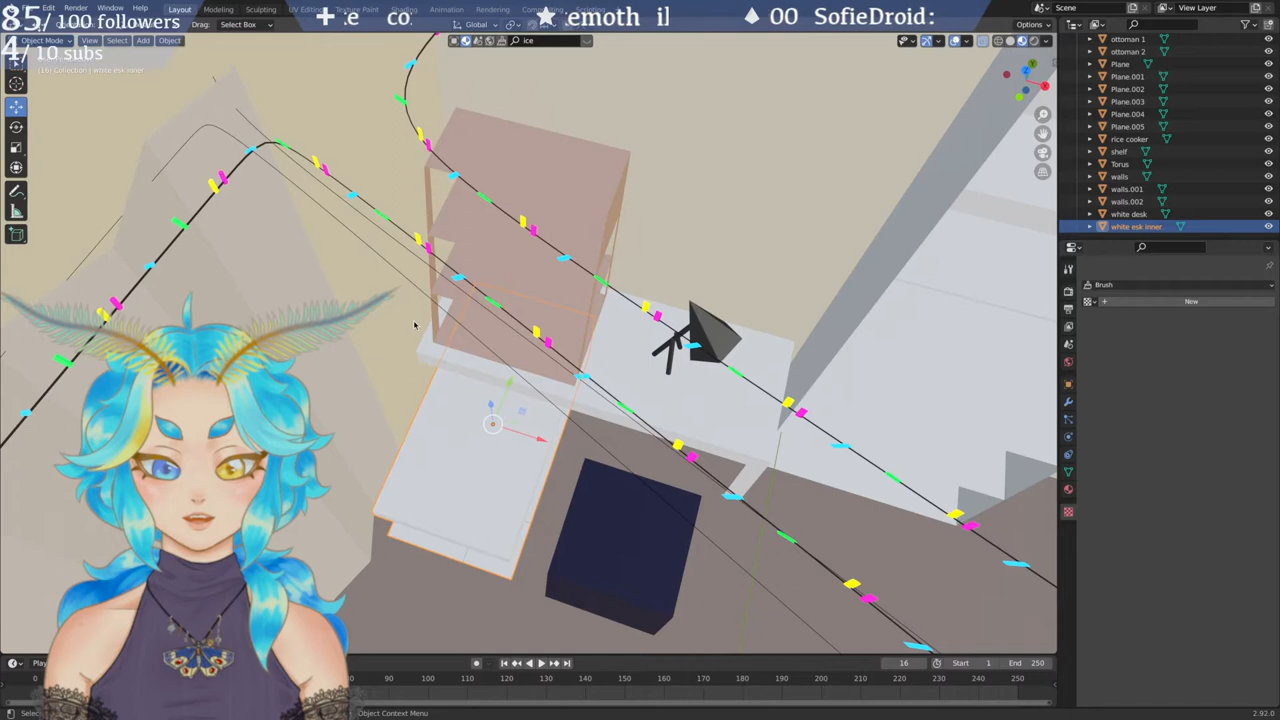 85/100 followers
4/10 subs
:e co.
emoth il
00 SofieDroid:
Edit
Render
Window
Help
Layout
Modeling
Sculpting
UV Editing
Shading
Animation
Rendering
Scene
View Layer
Drag:
Select Box
Global
Options
Object Mode
View
Select
Add
Object
ice
(16) Collection | white esk inner
ottoman 1
ottoman 2
Plane
Plane.001
Plane.002
Plane.003
Plane.004
Plane.005
rice cooker
shelf
Torus
walls
walls.001
walls.002
white desk
white esk inner
Brush
New
Play
16
Start 1
End 250
0
80 90 100 110 120 130 140 150 160 170 180 190 200 210 220 230 240 250
Selec
Object Context Menu
2.92.0